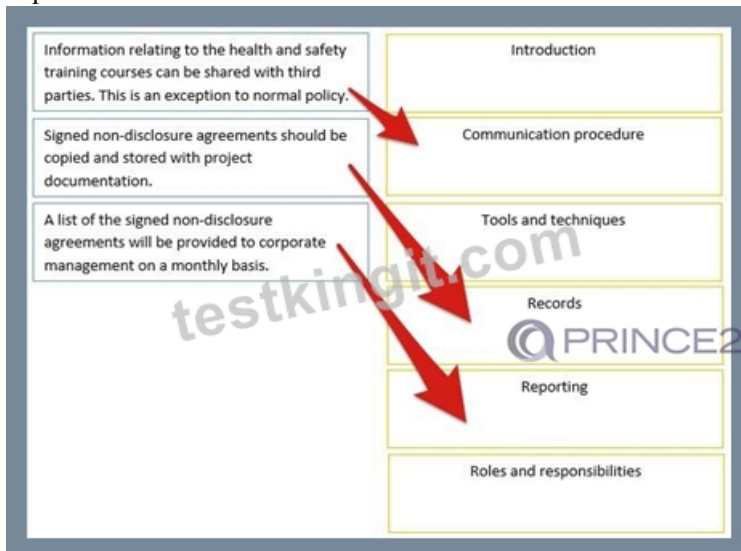 Information relating to the health and safety
training courses can be shared with third
parties. This is an exception to normal policy.
Signed non-disclosure agreements should be
copied and stored with project
documentation.
A list of the signed non-disclosure
agreements will be provided to corporate
management on a monthly basis.
Introduction
Communication procedure
Tools and techniques
Records
Reporting
Roles and responsibilities
testkingit.com
PRINCE2